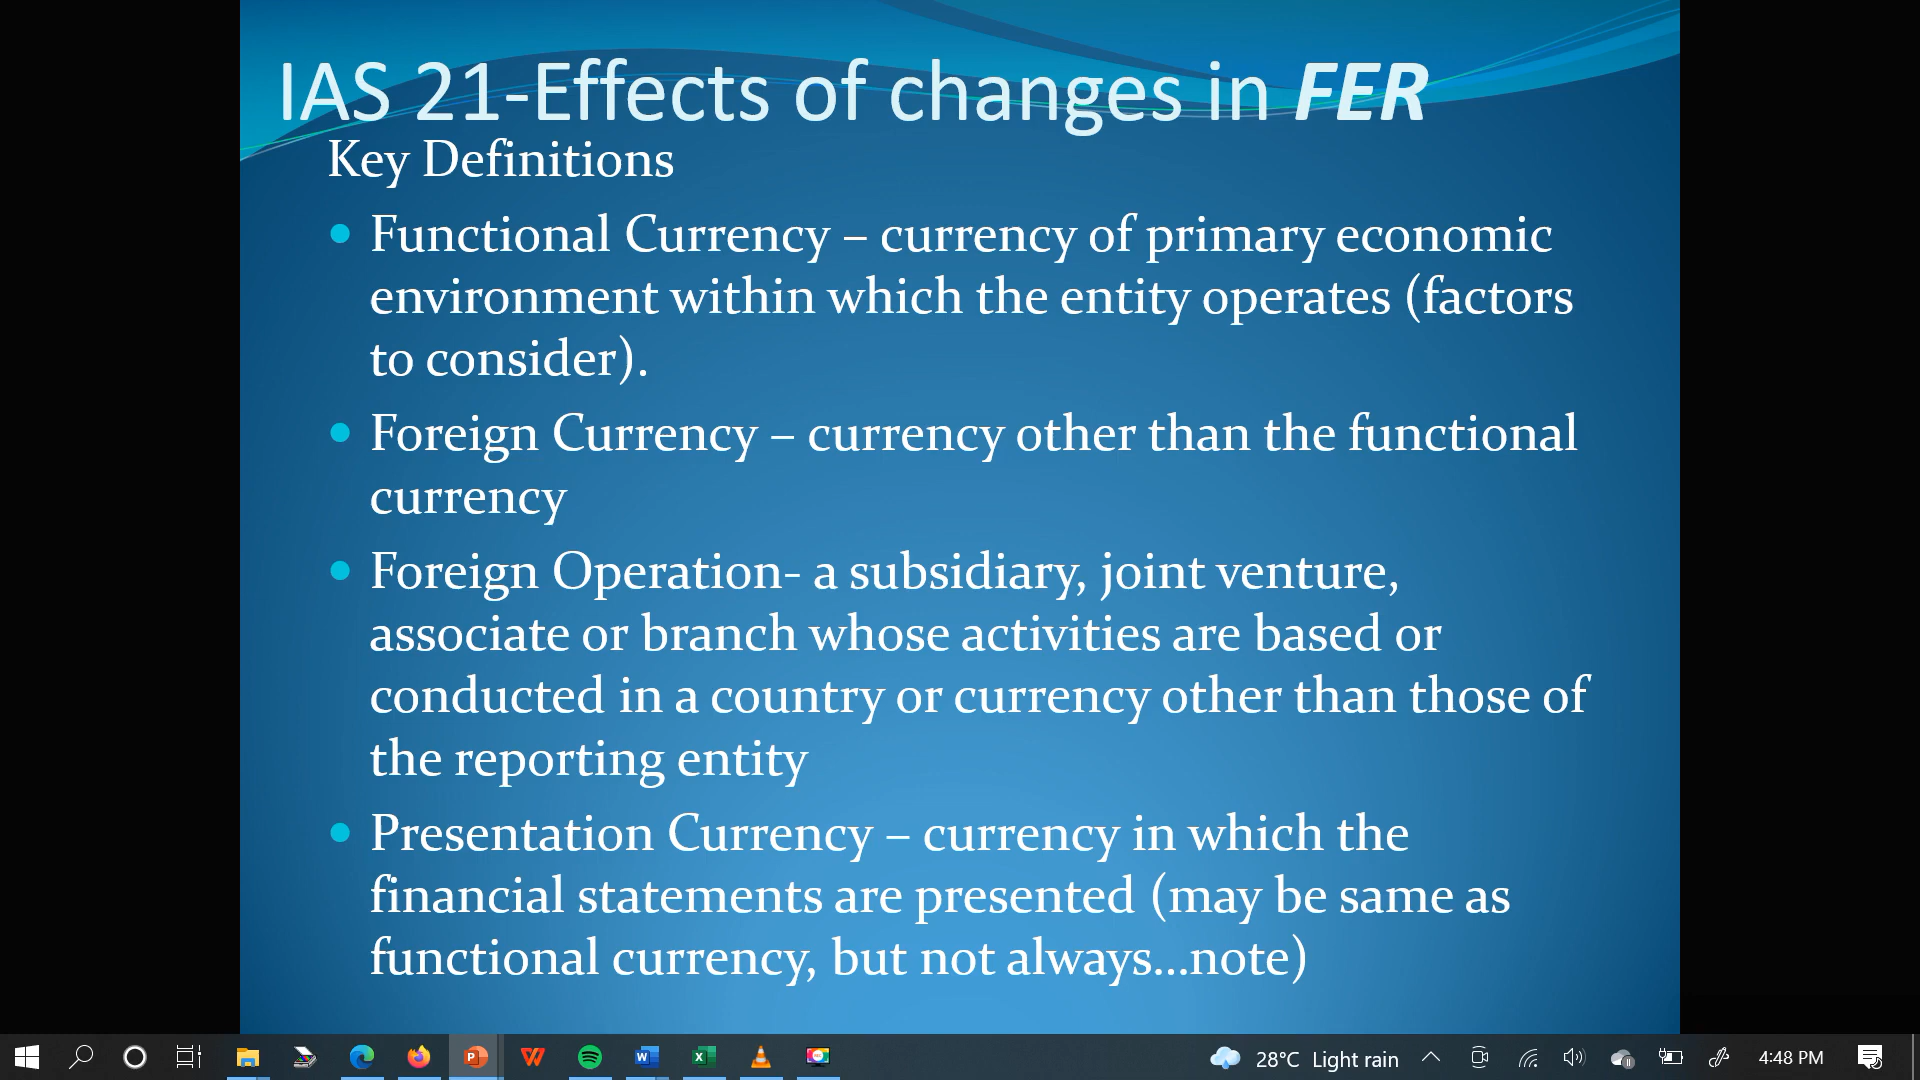 IAS 21-Effects of changes in FER
Key Definitions
Functional Currency – currency of primary economic
environment within which the entity operates (factors
to consider).
Foreign Currency – currency other than the functional
currency
Foreign Operation- a subsidiary, joint venture,
associate or branch whose activities are based or
conducted in a country or currency other than those of
the reporting entity
Presentation Currency – currency in which the
financial statements are presented (may be same as
functional currency, but not always...note)
28°C Light rain
4:48 PM